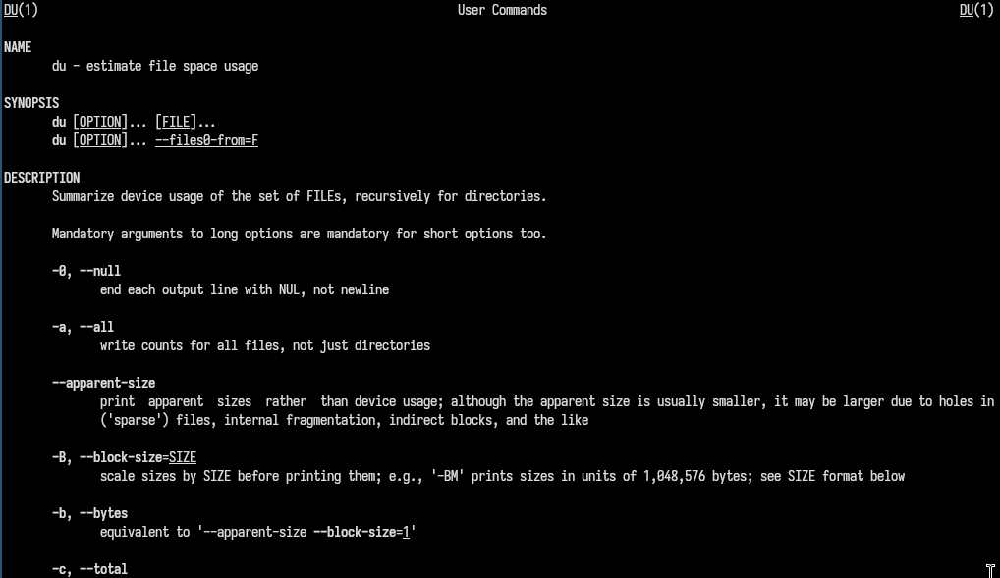 DU(1) User Commands DU(1)
NAME
du - estimate file space usage
SYNOPSIS
du [OPTION]... [FILE]...
du [OPTION]... --files0-from=F
DESCRIPTION
Summarize device usage of the set of FILEs, recursively for directories.
Mandatory arguments to long options are mandatory for short options too.
-0, --null
end each output line with NUL, not newline
-a, --all
write counts for all files, not just directories
--apparent-size
print apparent sizes rather than device usage; although the apparent size is usually smaller, it may be larger due to holes in
('sparse') files, internal fragmentation, indirect blocks, and the like
-B, --block-size=SIZE
scale sizes by SIZE before printing them; e.g., '-BM' prints sizes in units of 1,048,576 bytes; see SIZE format below
-b, --bytes
equivalent to '--apparent-size --block-size=1'
-c, --total